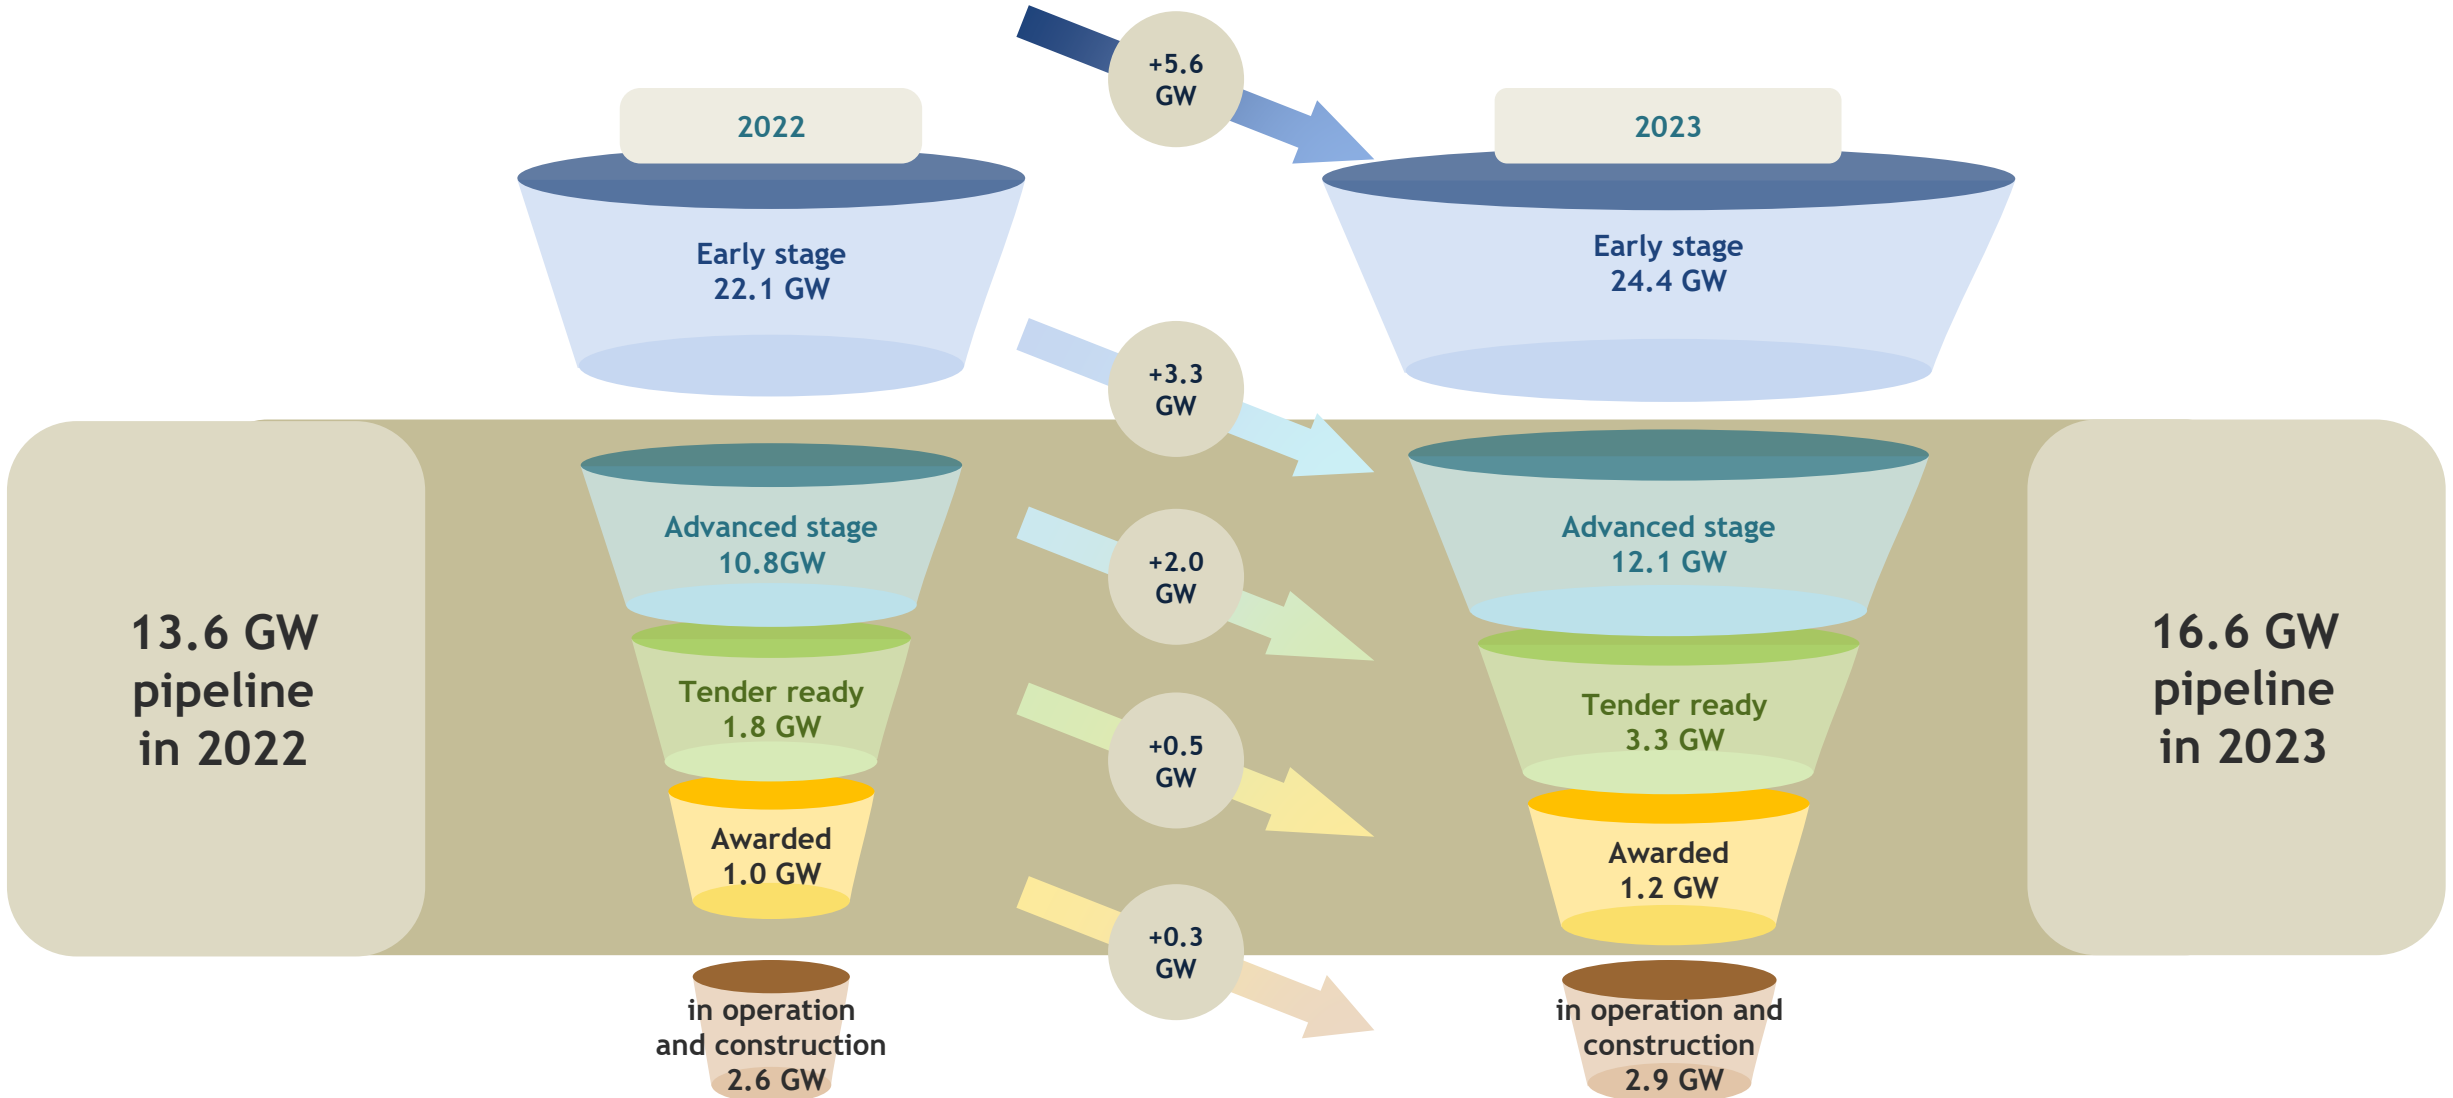 +5.6
GW
2022
2023
Early stage
22.1 GW
Early stage
24.4 GW
+3.3
GW
Advanced stage
10.8GW
Advanced stage
12.1 GW
+2.0
GW
13.6 GW
pipeline
in 2022
16.6 GW
pipeline
in 2023
Tender ready
1.8 GW
Tender ready
3.3 GW
+0.5
GW
Awarded
1.0 GW
Awarded
1.2 GW
+0.3
GW
in operation
and construction
2.6 GW
in operation and
construction
2.9 GW